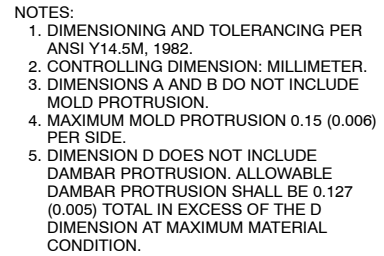 NOTES:
1. DIMENSIONING AND TOLERANCING PER
ANSI Y14.5M, 1982.
2. CONTROLLING DIMENSION: MILLIMETER.
3. DIMENSIONS A AND B DO NOT INCLUDE
MOLD PROTRUSION.
4. MAXIMUM MOLD PROTRUSION 0.15 (0.006)
PER SIDE.
5. DIMENSION D DOES NOT INCLUDE
DAMBAR PROTRUSION. ALLOWABLE
DAMBAR PROTRUSION SHALL BE 0.127
(0.005) TOTAL IN EXCESS OF THE D
DIMENSION AT MAXIMUM MATERIAL
CONDITION.